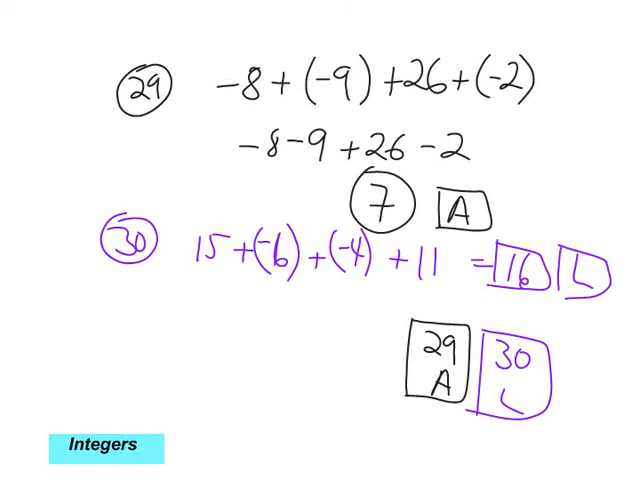 29 -8 + (-9) + 26 + (-2)
-8 - 9 + 26 - 2
7 A
30 15 + (-6) + (-4) + 11 = 16 L
29 30
A L
Integers